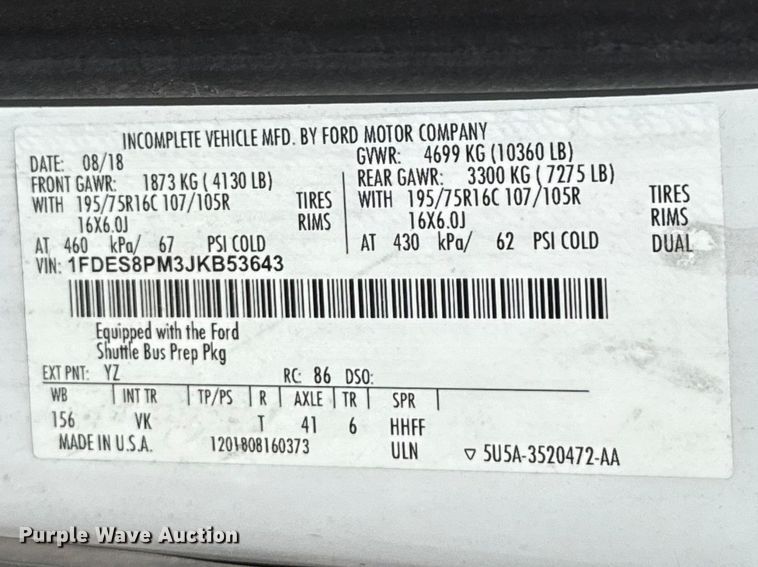 INCOMPLETE VEHICLE MFD. BY FORD MOTOR COMPANY
DATE: 08/18 GVWR: 4699 KG (10360 LB)
FRONT GAWR: 1873 KG ( 4130 LB) REAR GAWR: 3300 KG ( 7275 LB)
WITH 195/75R16C 107/105R TIRES WITH 195/75R16C 107/105R TIRES
16X6.0J RIMS 16X6.0J RIMS
AT 460 kPa/ 67 PSI COLD AT 430 kPa/ 62 PSI COLD DUAL
VIN: 1FDES8PM3JKB53643
Equipped with the Ford
Shuttle Bus Prep Pkg
EXT PNT: YZ RC: 86 DSO:
WB INT TR TP/PS R AXLE TR SPR
156 VK T 41 6 HHFF
MADE IN U.S.A. 1201808160373 ULN ▽ 5U5A-3520472-AA
Purple Wave Auction